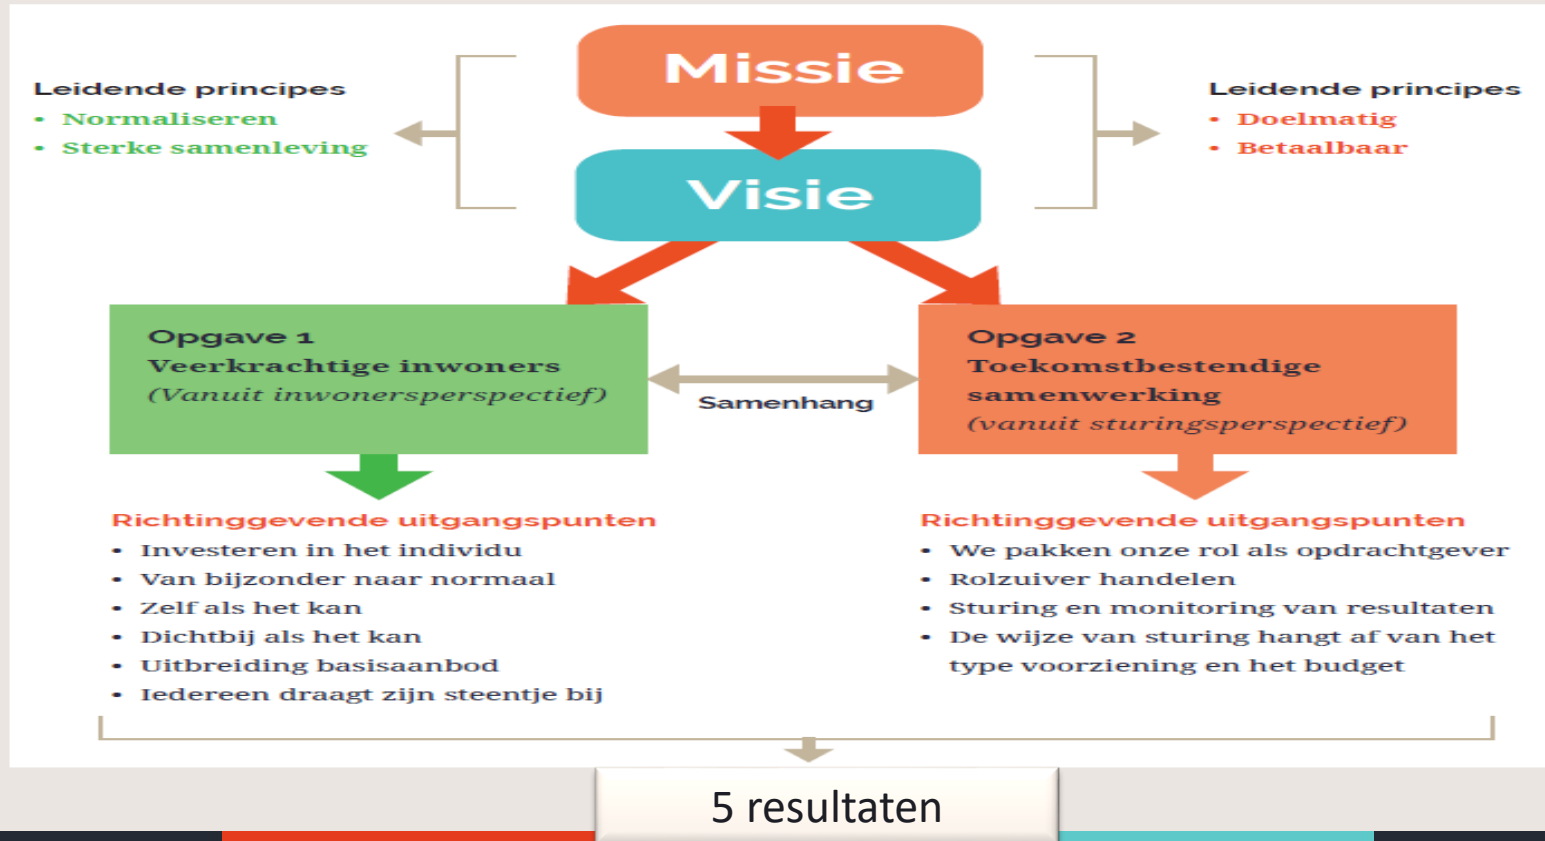 Missie
Leidende principes
• Normaliseren
• Sterke samenleving
Leidende principes
• Doelmatig
• Betaalbaar
Visie
Opgave 1
Veerkrachtige inwoners
(Vanuit inwonersperspectief)
Samenhang
Opgave 2
Toekomstbestendige
samenwerking
(vanuit sturingsperspectief)
Richtinggevende uitgangspunten
• Investeren in het individu
• Van bijzonder naar normaal
• Zelf als het kan
• Dichtbij als het kan
• Uitbreiding basisaanbod
• Iedereen draagt zijn steentje bij
Richtinggevende uitgangspunten
• We pakken onze rol als opdrachtgever
• Rolzuiver handelen
• Sturing en monitoring van resultaten
• De wijze van sturing hangt af van het
type voorziening en het budget
5 resultaten